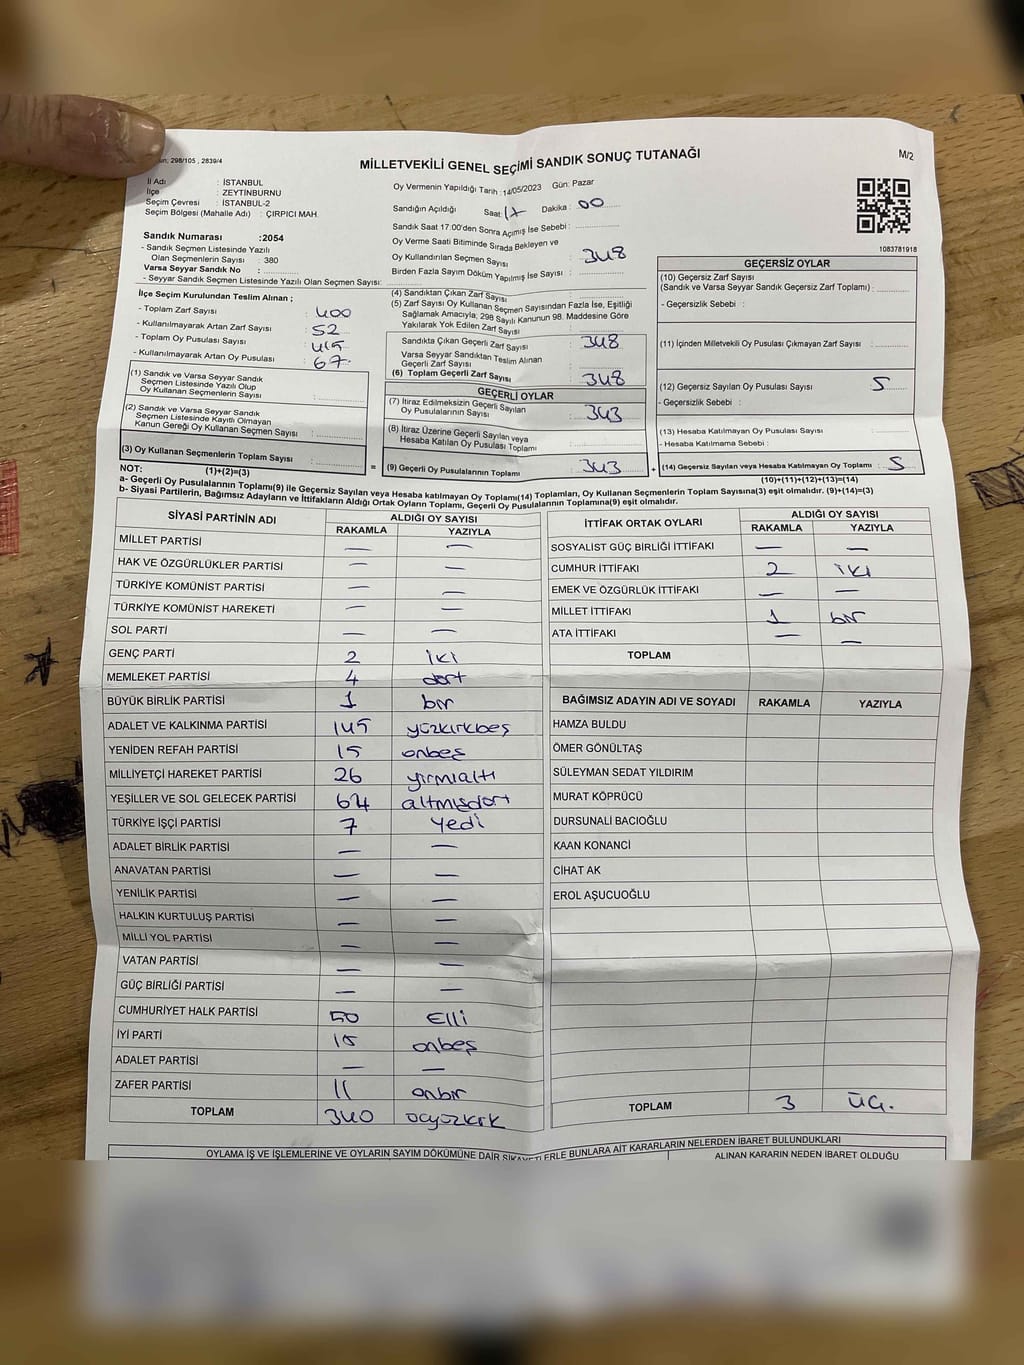 298/105 , 2839/4
MİLLETVEKİLİ GENEL SEÇİMİ SANDIK SONUÇ TUTANAĞI
M/2
İl Adı : İSTANBUL
İlçe : ZEYTİNBURNU
Seçim Çevresi : İSTANBUL-2
Seçim Bölgesi (Mahalle Adı) : ÇIRPICI MAH.
Oy Vermenin Yapıldığı Tarih : 14/05/2023 Gün: Pazar
Sandığın Açıldığı Saat: 17 Dakika : 00
Sandık Saat 17.00'den Sonra Açılmış İse Sebebi :
Oy Verme Saati Bitiminde Sırada Bekleyen ve
Oy Kullandırılan Seçmen Sayısı : 348
Birden Fazla Sayım Döküm Yapılmış İse Sayısı :
1083781918
Sandık Numarası : 2054
- Sandık Seçmen Listesinde Yazılı
Olan Seçmenlerin Sayısı : 380
Varsa Seyyar Sandık No :
- Seyyar Sandık Seçmen Listesinde Yazılı Olan Seçmen Sayısı:
İlçe Seçim Kurulundan Teslim Alınan ;
- Toplam Zarf Sayısı : 400
- Kullanılmayarak Artan Zarf Sayısı : 52
- Toplam Oy Pusulası Sayısı : 415
- Kullanılmayarak Artan Oy Pusulası : 67
(1) Sandık ve Varsa Seyyar Sandık
Seçmen Listesinde Yazılı Olup
Oy Kullanan Seçmenlerin Sayısı :
(2) Sandık ve Varsa Seyyar Sandık
Seçmen Listesinde Kayıtlı Olmayan
Kanun Gereği Oy Kullanan Seçmen Sayısı :
(3) Oy Kullanan Seçmenlerin Toplam Sayısı :
(1)+(2)=(3)
(4) Sandıktan Çıkan Zarf Sayısı :
(5) Zarf Sayısı Oy Kullanan Seçmen Sayısından Fazla İse, Eşitliği
Sağlamak Amacıyla; 298 Sayılı Kanunun 98. Maddesine Göre
Yakılarak Yok Edilen Zarf Sayısı :
Sandıkta Çıkan Geçerli Zarf Sayısı : 348
Varsa Seyyar Sandıktan Teslim Alınan
Geçerli Zarf Sayısı :
(6) Toplam Geçerli Zarf Sayısı : 348
GEÇERLİ OYLAR
(7) İtiraz Edilmeksizin Geçerli Sayılan
Oy Pusulalarının Sayısı : 343
(8) İtiraz Üzerine Geçerli Sayılan veya
Hesaba Katılan Oy Pusulası Toplamı :
= (9) Geçerli Oy Pusulalarının Toplamı : 343
GEÇERSİZ OYLAR
(10) Geçersiz Zarf Sayısı
(Sandık ve Varsa Seyyar Sandık Geçersiz Zarf Toplamı) :
- Geçersizlik Sebebi :
(11) İçinden Milletvekili Oy Pusulası Çıkmayan Zarf Sayısı :
(12) Geçersiz Sayılan Oy Pusulası Sayısı : 5
- Geçersizlik Sebebi :
(13) Hesaba Katılmayan Oy Pusulası Sayısı :
- Hesaba Katılmama Sebebi :
+ (14) Geçersiz Sayılan veya Hesaba Katılmayan Oy Toplamı : 5
(10)+(11)+(12)+(13)=(14)
NOT:
a- Geçerli Oy Pusulalarının Toplamı(9) ile Geçersiz Sayılan veya Hesaba katılmayan Oy Toplamı(14) Toplamları, Oy Kullanan Seçmenlerin Toplam Sayısına(3) eşit olmalıdır. (9)+(14)=(3)
b- Siyasi Partilerin, Bağımsız Adayların ve İttifakların Aldığı Ortak Oyların Toplamı, Geçerli Oy Pusulalarının Toplamına(9) eşit olmalıdır.
SİYASİ PARTİNİN ADI ALDIĞI OY SAYISI
RAKAMLA YAZIYLA
MİLLET PARTİSİ — —
HAK VE ÖZGÜRLÜKLER PARTİSİ — —
TÜRKİYE KOMÜNİST PARTİSİ — —
TÜRKİYE KOMÜNİST HAREKETİ — —
SOL PARTİ — —
GENÇ PARTİ 2 iki
MEMLEKET PARTİSİ 4 dört
BÜYÜK BİRLİK PARTİSİ 1 bir
ADALET VE KALKINMA PARTİSİ 145 yüzkırkbeş
YENİDEN REFAH PARTİSİ 15 onbeş
MİLLİYETÇİ HAREKET PARTİSİ 26 yirmialtı
YEŞİLLER VE SOL GELECEK PARTİSİ 64 altmışdört
TÜRKİYE İŞÇİ PARTİSİ 7 Yedi
ADALET BİRLİK PARTİSİ — —
ANAVATAN PARTİSİ — —
YENİLİK PARTİSİ — —
HALKIN KURTULUŞ PARTİSİ — —
MİLLİ YOL PARTİSİ — —
VATAN PARTİSİ — —
GÜÇ BİRLİĞİ PARTİSİ — —
CUMHURİYET HALK PARTİSİ 50 Elli
İYİ PARTİ 15 onbeş
ADALET PARTİSİ — —
ZAFER PARTİSİ 11 onbir
TOPLAM 340 üçyüzkırk
İTTİFAK ORTAK OYLARI ALDIĞI OY SAYISI
RAKAMLA YAZIYLA
SOSYALİST GÜÇ BİRLİĞİ İTTİFAKI — —
CUMHUR İTTİFAKI 2 iki
EMEK VE ÖZGÜRLÜK İTTİFAKI — —
MİLLET İTTİFAKI 1 bir
ATA İTTİFAKI — —
TOPLAM
BAĞIMSIZ ADAYIN ADI VE SOYADI RAKAMLA YAZIYLA
HAMZA BULDU
ÖMER GÖNÜLTAŞ
SÜLEYMAN SEDAT YILDIRIM
MURAT KÖPRÜCÜ
DURSUNALİ BACIOĞLU
KAAN KONANCİ
CİHAT AK
EROL AŞUCUOĞLU
TOPLAM 3 üç.
OYLAMA İŞ VE İŞLEMLERİNE VE OYLARIN SAYIM DÖKÜMÜNE DAİR ŞİKAYETLERLE BUNLARA AİT KARARLARIN NELERDEN İBARET BULUNDUKLARI
ALINAN KARARIN NEDEN İBARET OLDUĞU